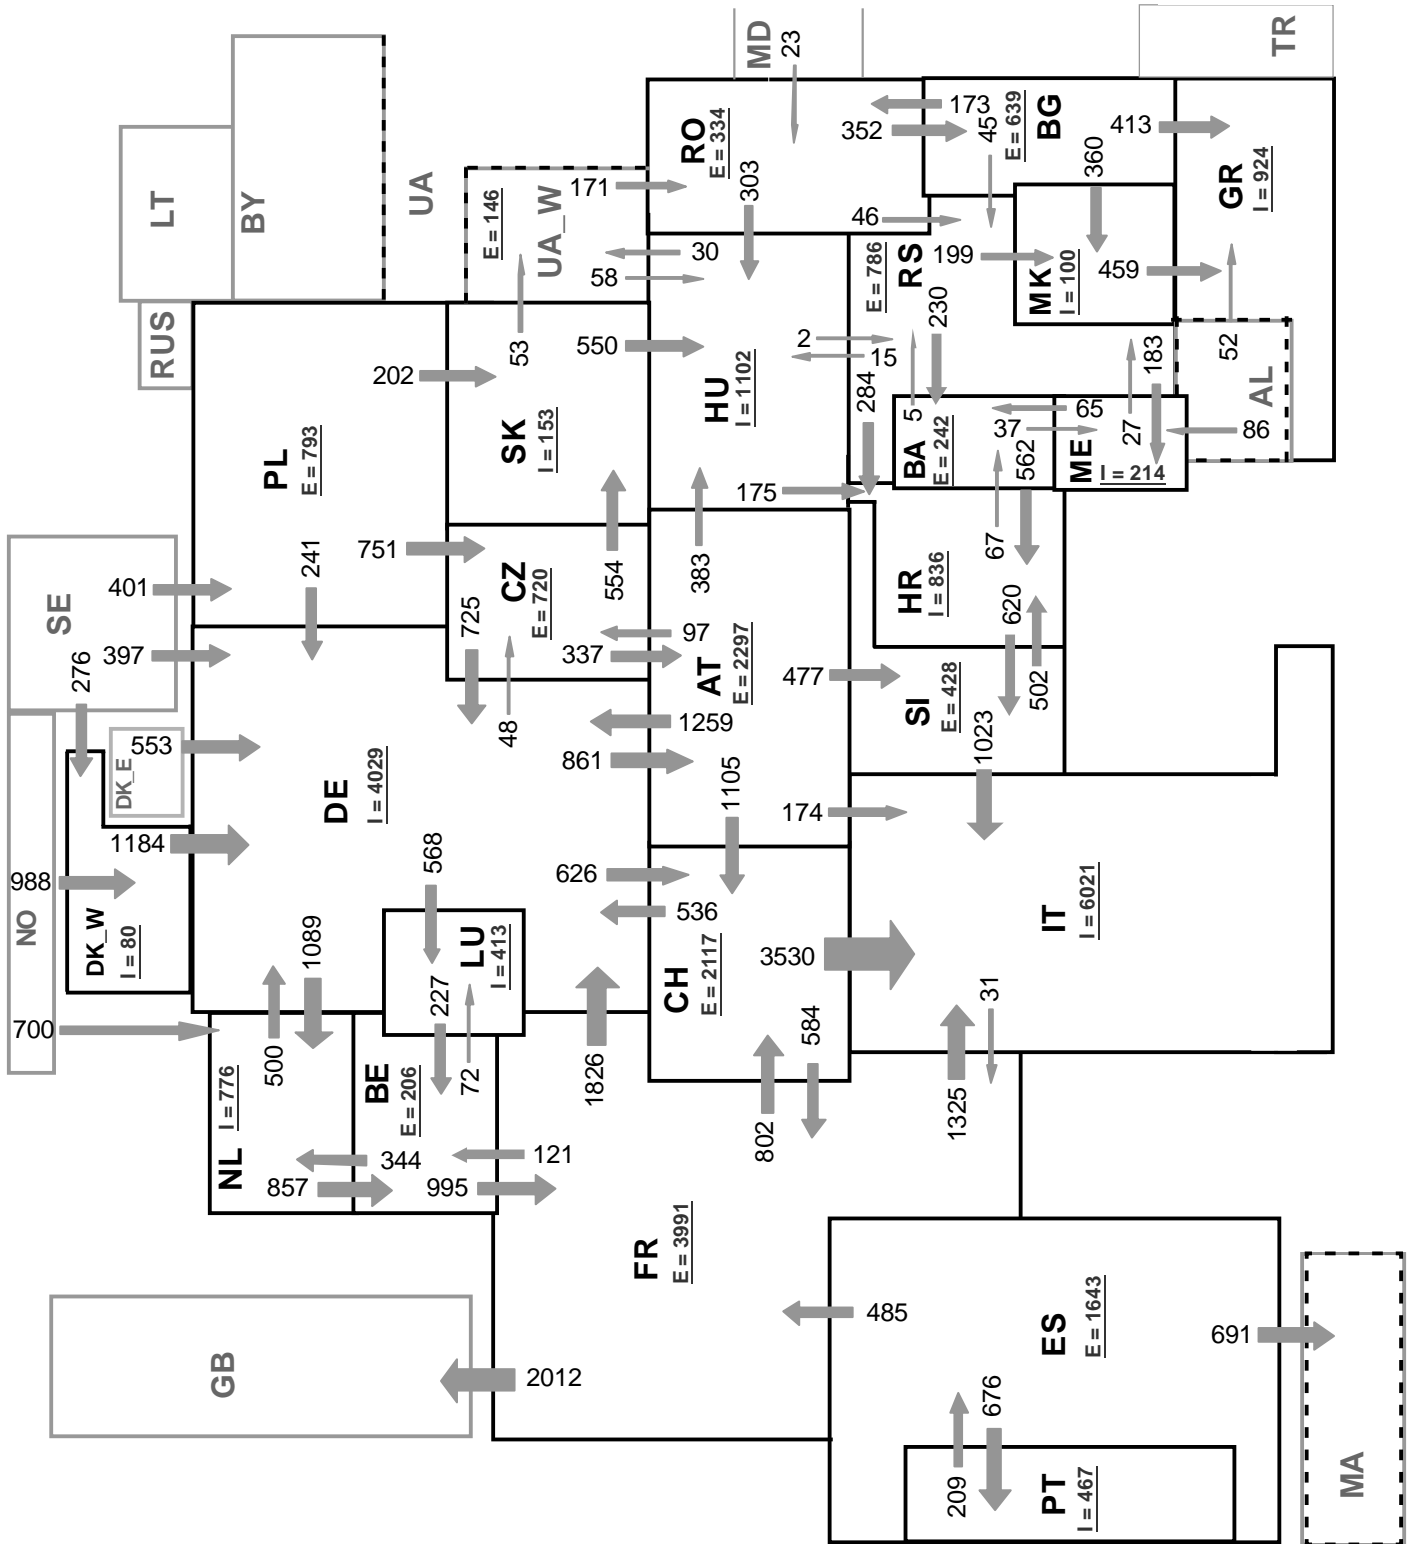 MD
23
TR
LT
BY
UA
RUS
UA_W
E = 146
171
RO
E = 334
303
352
173
45
E = 639
BG
413
360
GR
I = 924
46
30
58
53
E = 786
RS
199
230
MK
I = 100
459
52
AL
183
27
86
202
550
2
15
284
HU
I = 1102
SK
I = 153
PL
E = 793
5
BA
E = 242
65
37
562
ME
I = 214
175
67
HR
I = 836
620
502
SI
E = 428
1023
751
241
CZ
E = 720
554
383
725
48
97
337
AT
E = 2297
477
1259
861
1105
174
SE
401
397
276
553
DK_E
1184
988
NO
DK_W
I = 80
700
DE
I = 4029
568
626
536
CH
E = 2117
3530
584
802
IT
I = 6021
31
1325
1089
500
LU
I = 413
227
72
1826
NL
I = 776
BE
E = 206
344
857
121
995
FR
E = 3991
GB
2012
485
ES
E = 1643
691
676
209
PT
I = 467
MA